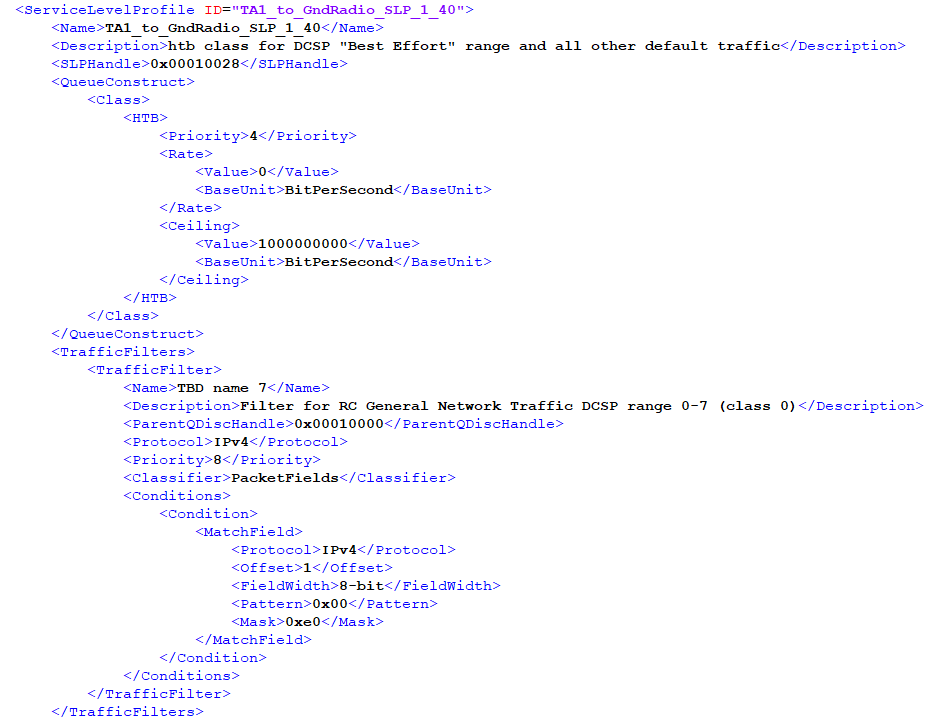 <ServiceLevelProfile ID="TA1_to_GndRadio_SLP_1_40">
<Name>TA1_to_GndRadio_SLP_1_40</Name>
<Description>htb class for DCSP "Best Effort" range and all other default traffic</Description>
<SLPHandle>0x00010028</SLPHandle>
<QueueConstruct>
<Class>
<HTB>
<Priority>4</Priority>
<Rate>
<Value>0</Value>
<BaseUnit>BitPerSecond</BaseUnit>
</Rate>
<Ceiling>
<Value>1000000000</Value>
<BaseUnit>BitPerSecond</BaseUnit>
</Ceiling>
</HTB>
</Class>
</QueueConstruct>
<TrafficFilters>
<TrafficFilter>
<Name>TBD name 7</Name>
<Description>Filter for RC General Network Traffic DCSP range 0-7 (class 0)</Description>
<ParentQDiscHandle>0x00010000</ParentQDiscHandle>
<Protocol>IPv4</Protocol>
<Priority>8</Priority>
<Classifier>PacketFields</Classifier>
<Conditions>
<Condition>
<MatchField>
<Protocol>IPv4</Protocol>
<Offset>1</Offset>
<FieldWidth>8-bit</FieldWidth>
<Pattern>0x00</Pattern>
<Mask>0xe0</Mask>
</MatchField>
</Condition>
</Conditions>
</TrafficFilter>
</TrafficFilters>